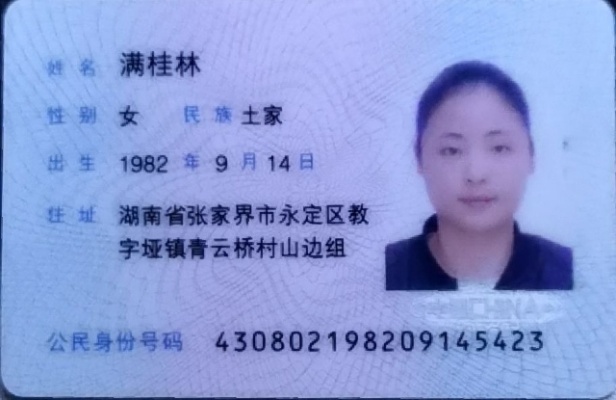 姓名 满桂林
性别 女 民族 土家
出生 1982 年 9 月 14 日
住址 湖南省张家界市永定区教
字垭镇青云桥村山边组
公民身份号码 430802198209145423